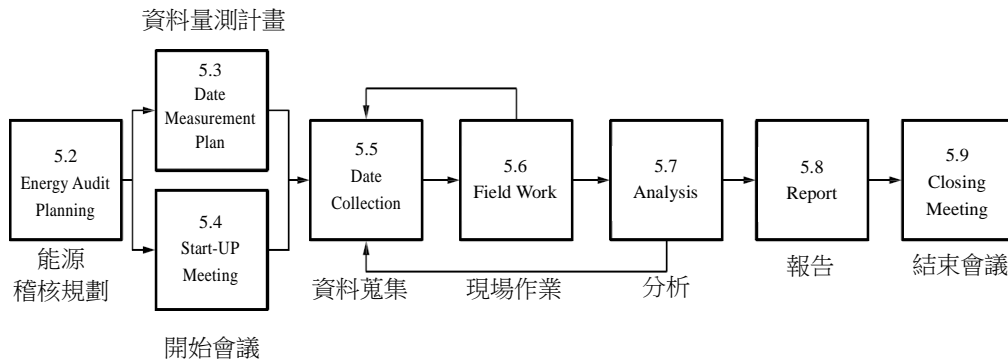 資料量測計畫
5.3
Date
Measurement
Plan
5.2
Energy Audit
Planning
能源
稽核規劃
5.4
Start-UP
Meeting
開始會議
5.5
Date
Collection
資料蒐集
5.6
Field Work
現場作業
5.7
Analysis
分析
5.8
Report
報告
5.9
Closing
Meeting
結束會議